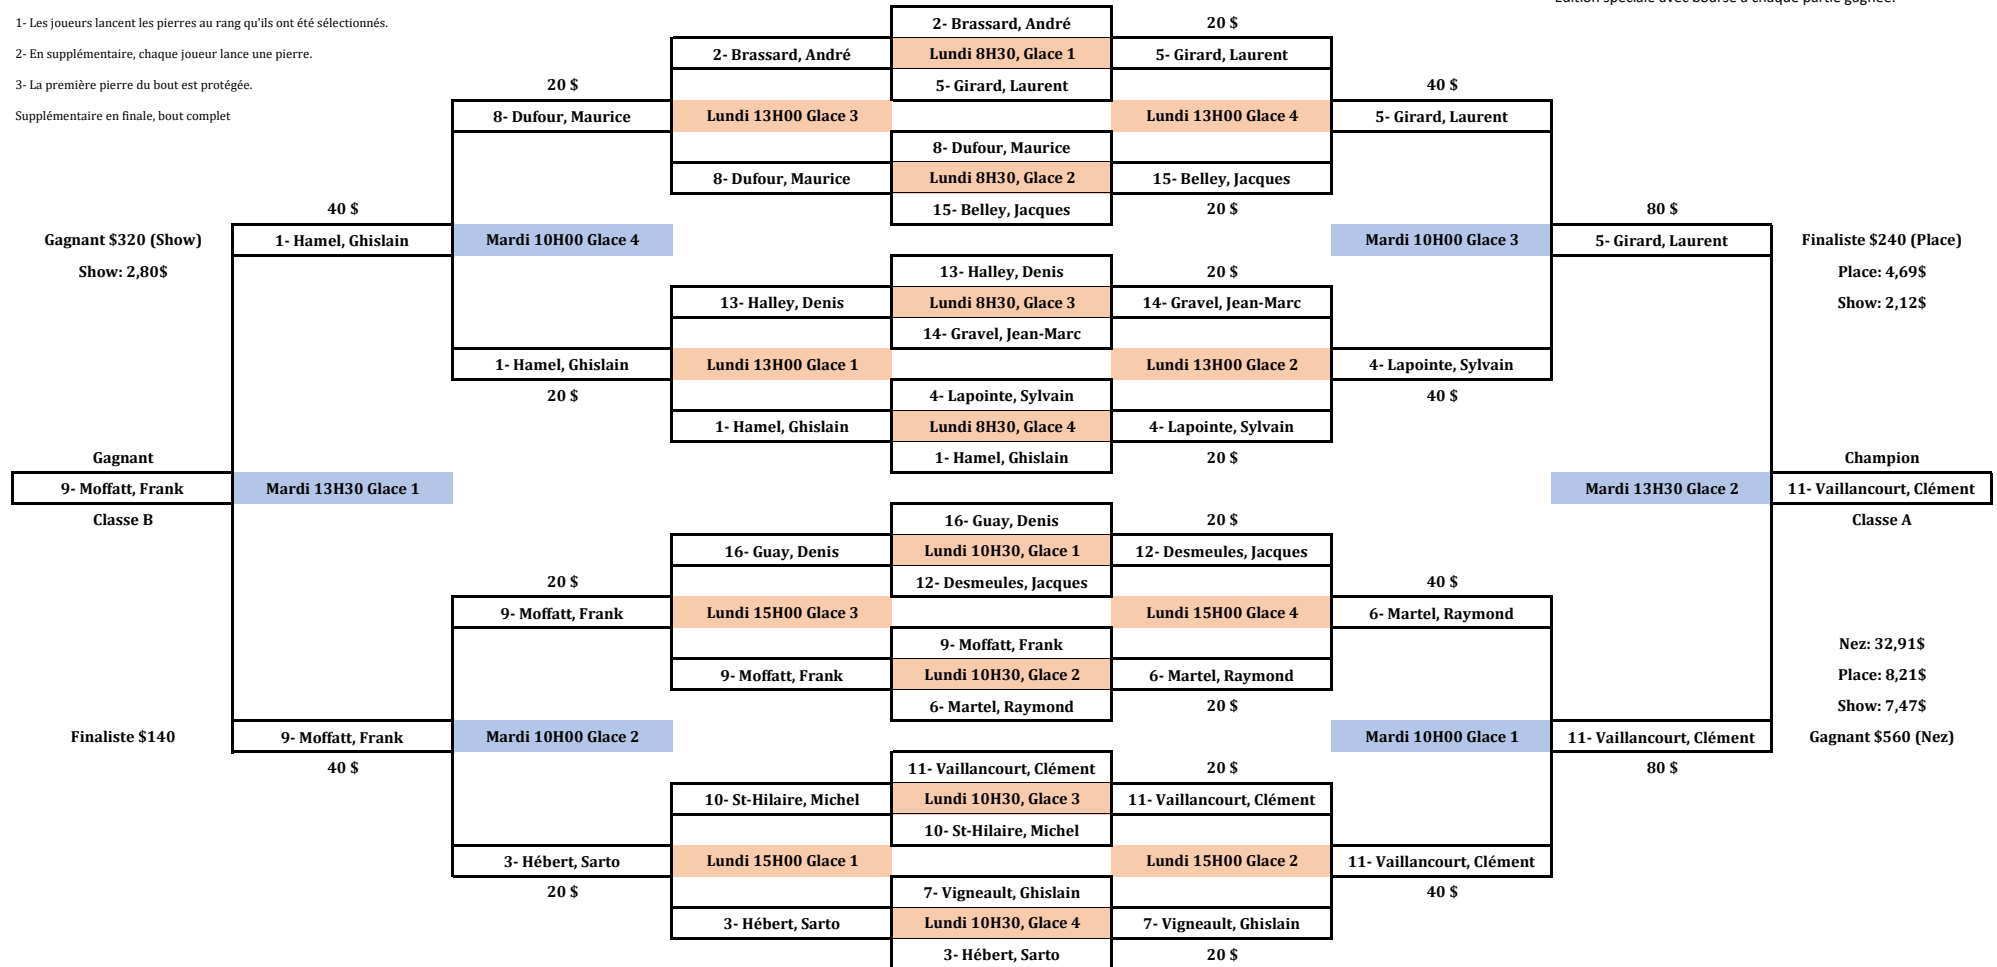 Édition spéciale avec bourse à chaque partie gagnée!
1- Les joueurs lancent les pierres au rang qu'ils ont été sélectionnés.
2- Brassard, André
20 $
2- En supplémentaire, chaque joueur lance une pierre.
2- Brassard, André
Lundi 8H30, Glace 1
5- Girard, Laurent
3- La première pierre du bout est protégée.
20 $
5- Girard, Laurent
40 $
Supplémentaire en finale, bout complet
8- Dufour, Maurice
Lundi 13H00 Glace 3
Lundi 13H00 Glace 4
5- Girard, Laurent
8- Dufour, Maurice
8- Dufour, Maurice
Lundi 8H30, Glace 2
15- Belley, Jacques
40 $
15- Belley, Jacques
20 $
80 $
Gagnant $320 (Show)
1- Hamel, Ghislain
Mardi 10H00 Glace 4
Mardi 10H00 Glace 3
5- Girard, Laurent
Finaliste $240 (Place)
Show: 2,80$
13- Halley, Denis
20 $
Place: 4,69$
13- Halley, Denis
Lundi 8H30, Glace 3
14- Gravel, Jean-Marc
Show: 2,12$
14- Gravel, Jean-Marc
1- Hamel, Ghislain
Lundi 13H00 Glace 1
Lundi 13H00 Glace 2
4- Lapointe, Sylvain
20 $
4- Lapointe, Sylvain
40 $
1- Hamel, Ghislain
Lundi 8H30, Glace 4
4- Lapointe, Sylvain
Gagnant
1- Hamel, Ghislain
20 $
Champion
9- Moffatt, Frank
Mardi 13H30 Glace 1
Mardi 13H30 Glace 2
11- Vaillancourt, Clément
Classe B
16- Guay, Denis
20 $
Classe A
16- Guay, Denis
Lundi 10H30, Glace 1
12- Desmeules, Jacques
20 $
12- Desmeules, Jacques
40 $
9- Moffatt, Frank
Lundi 15H00 Glace 3
Lundi 15H00 Glace 4
6- Martel, Raymond
9- Moffatt, Frank
Nez: 32,91$
9- Moffatt, Frank
Lundi 10H30, Glace 2
6- Martel, Raymond
Place: 8,21$
6- Martel, Raymond
20 $
Show: 7,47$
Finaliste $140
9- Moffatt, Frank
Mardi 10H00 Glace 2
Mardi 10H00 Glace 1
11- Vaillancourt, Clément
Gagnant $560 (Nez)
40 $
11- Vaillancourt, Clément
20 $
80 $
10- St-Hilaire, Michel
Lundi 10H30, Glace 3
11- Vaillancourt, Clément
10- St-Hilaire, Michel
3- Hébert, Sarto
Lundi 15H00 Glace 1
Lundi 15H00 Glace 2
11- Vaillancourt, Clément
20 $
7- Vigneault, Ghislain
40 $
3- Hébert, Sarto
Lundi 10H30, Glace 4
7- Vigneault, Ghislain
3- Hébert, Sarto
20 $